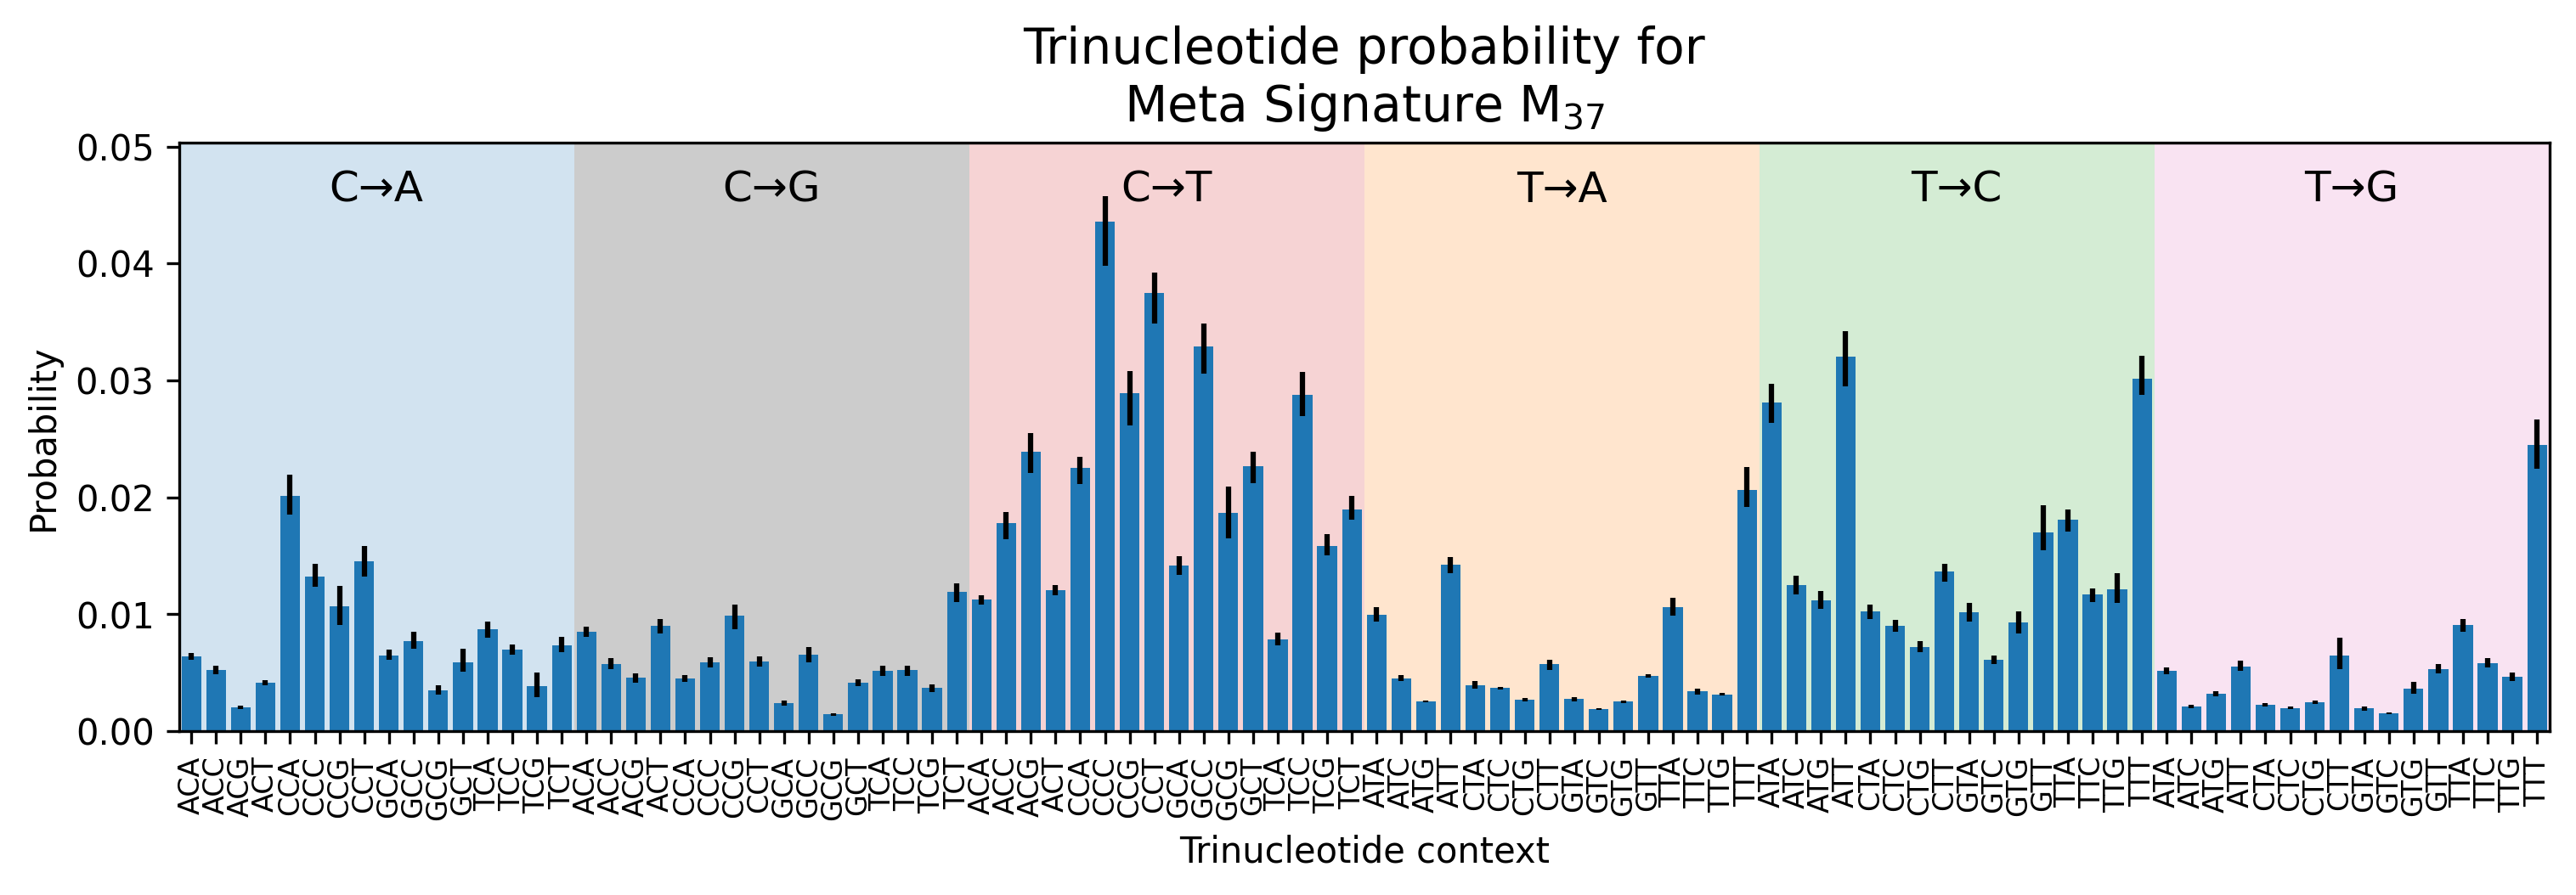 Trinucleotide probability for
Meta Signature M₃₇
0.05
0.04
0.03
0.02
0.01
0.00
Probability
C→A C→G C→T T→A T→C T→G
ACA ACC ACG ACT CCA CCC CCG CCT GCA GCC GCG GCT TCA TCC TCG TCT ACA ACC ACG ACT CCA CCC CCG CCT GCA GCC GCG GCT TCA TCC TCG TCT ACA ACC ACG ACT CCA CCC CCG CCT GCA GCC GCG GCT TCA TCC TCG TCT ATA ATC ATG ATT CTA CTC CTG CTT GTA GTC GTG GTT TTA TTC TTG TTT ATA ATC ATG ATT CTA CTC CTG CTT GTA GTC GTG GTT TTA TTC TTG TTT ATA ATC ATG ATT CTA CTC CTG CTT GTA GTC GTG GTT TTA TTC TTG TTT
Trinucleotide context